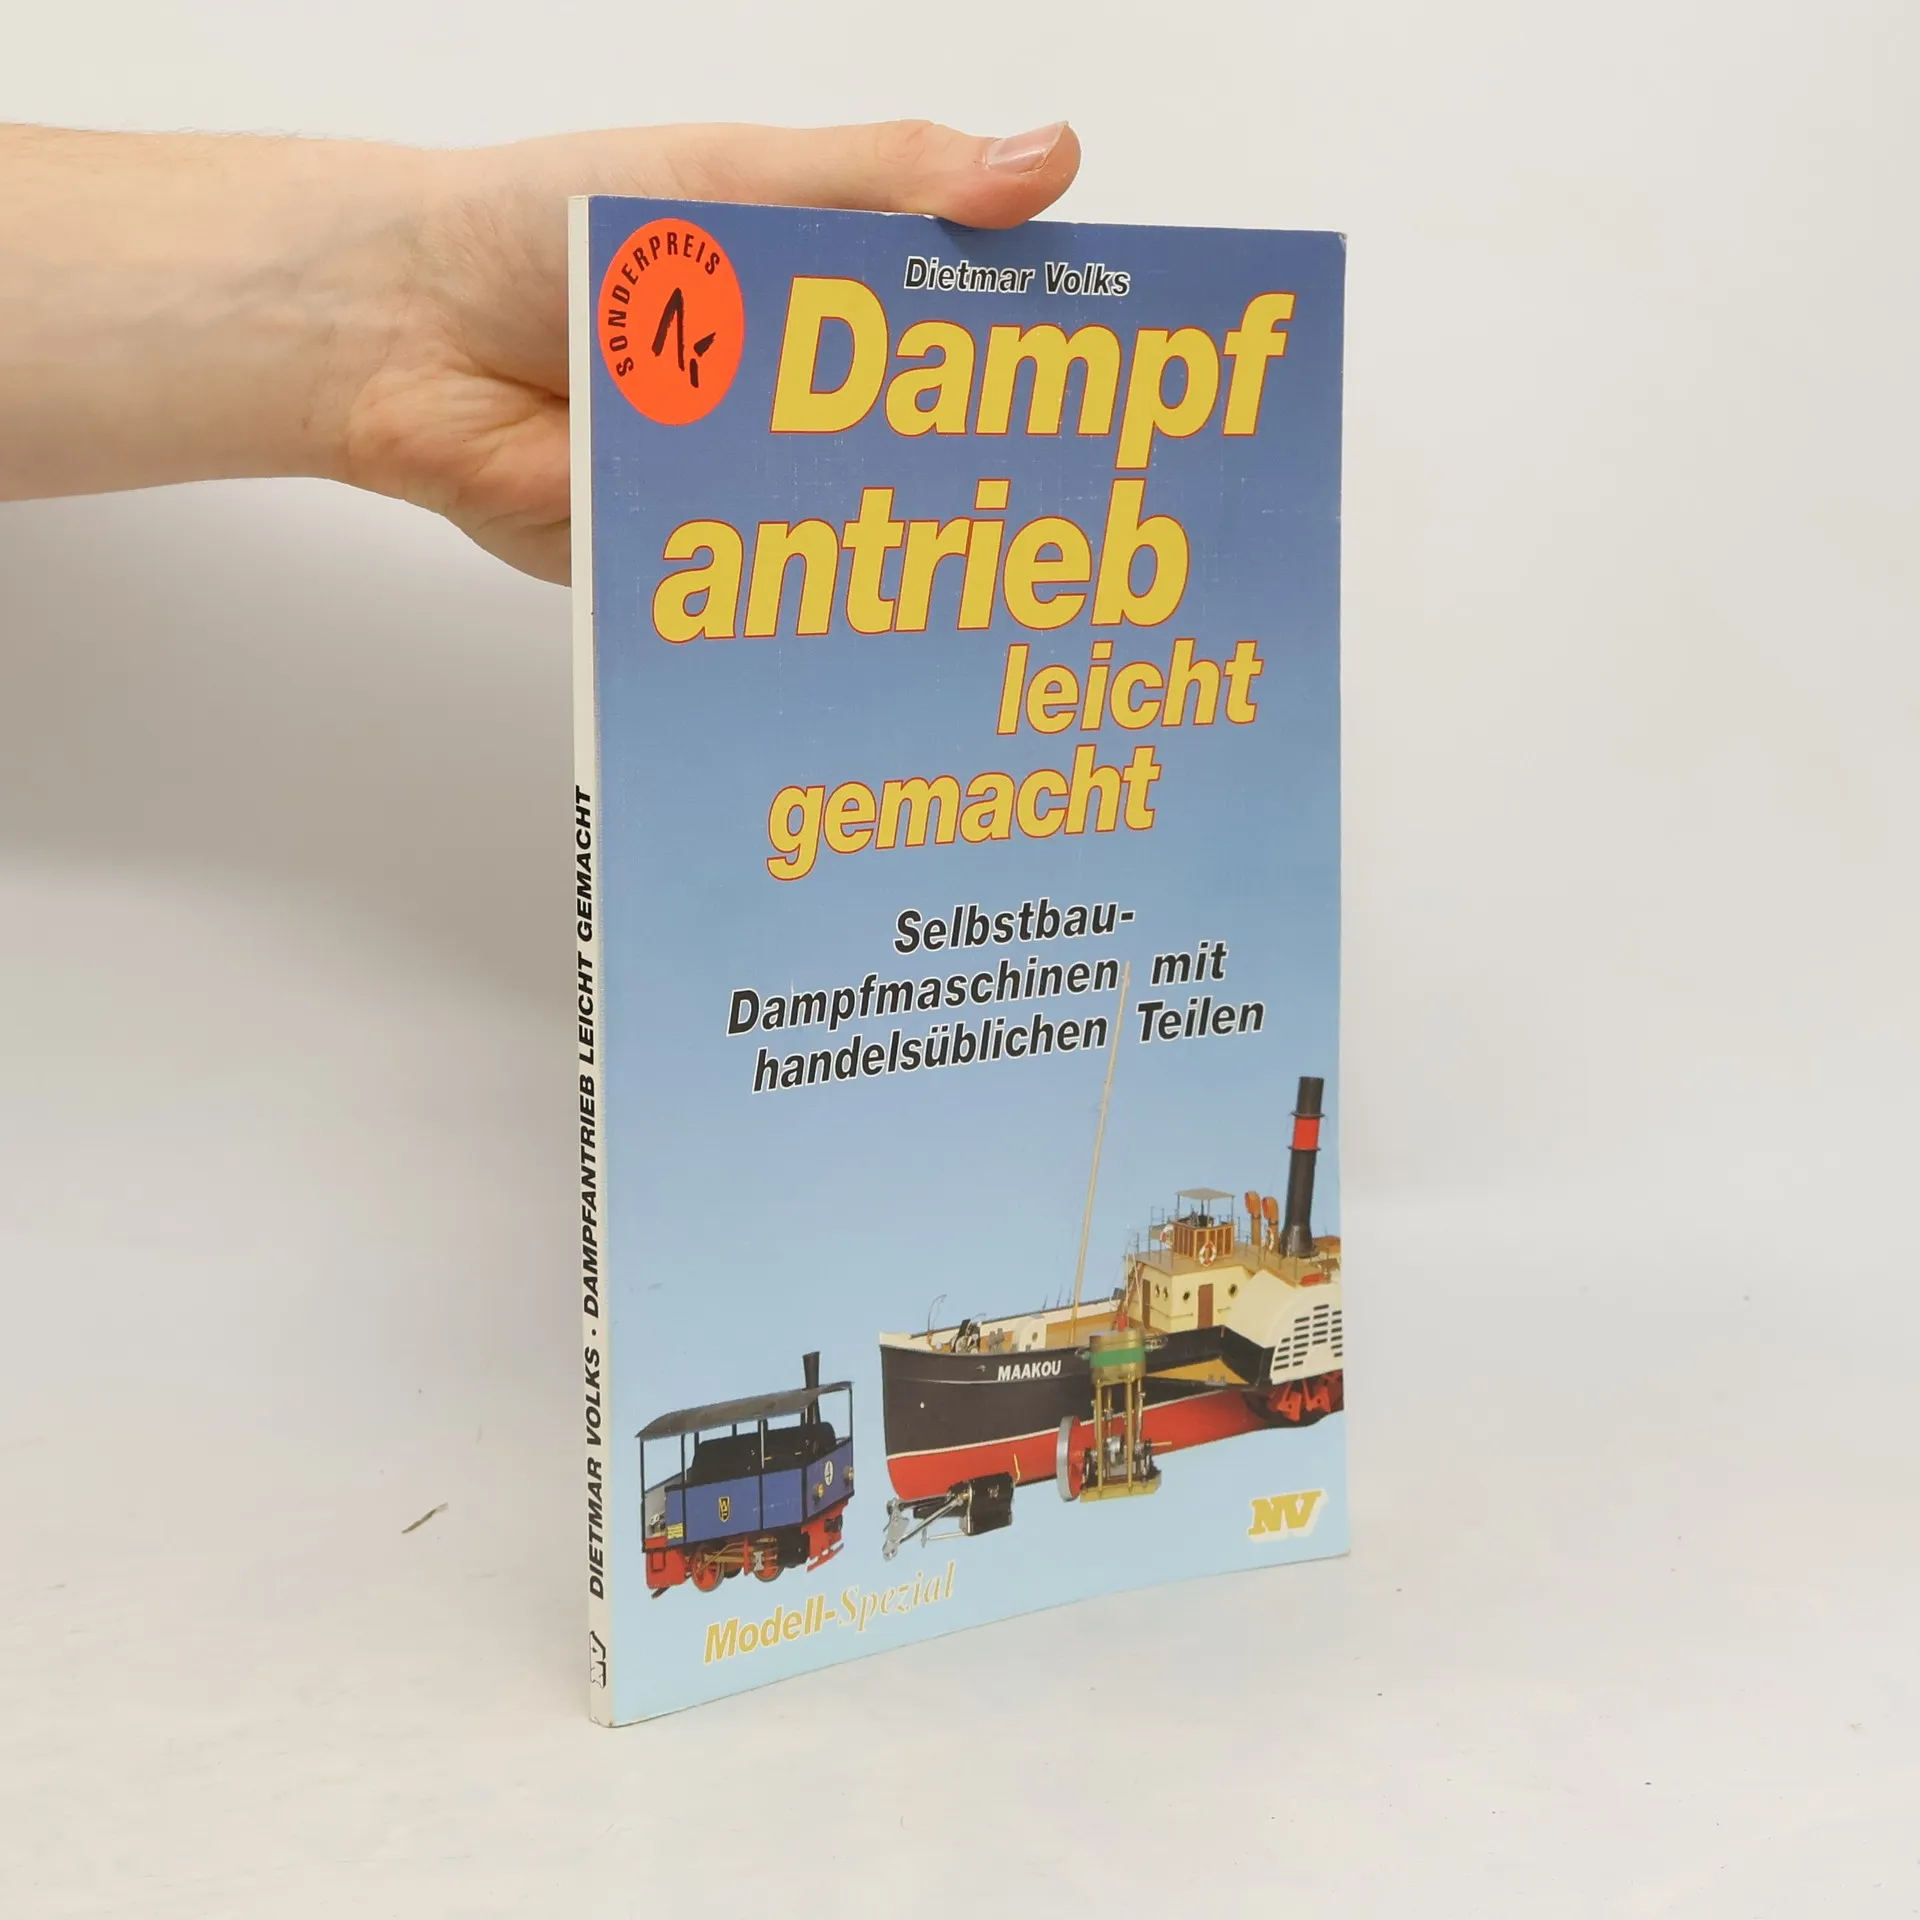 SONDERPREIS
1,-
Dietmar Volks
Dampf
antrieb
leicht
gemacht
Selbstbau-
Dampfmaschinen mit
handelsüblichen Teilen
MAAKOU
NV
Modell-Spezial
NV DIETMAR VOLKS · DAMPFANTRIEB LEICHT GEMACHT